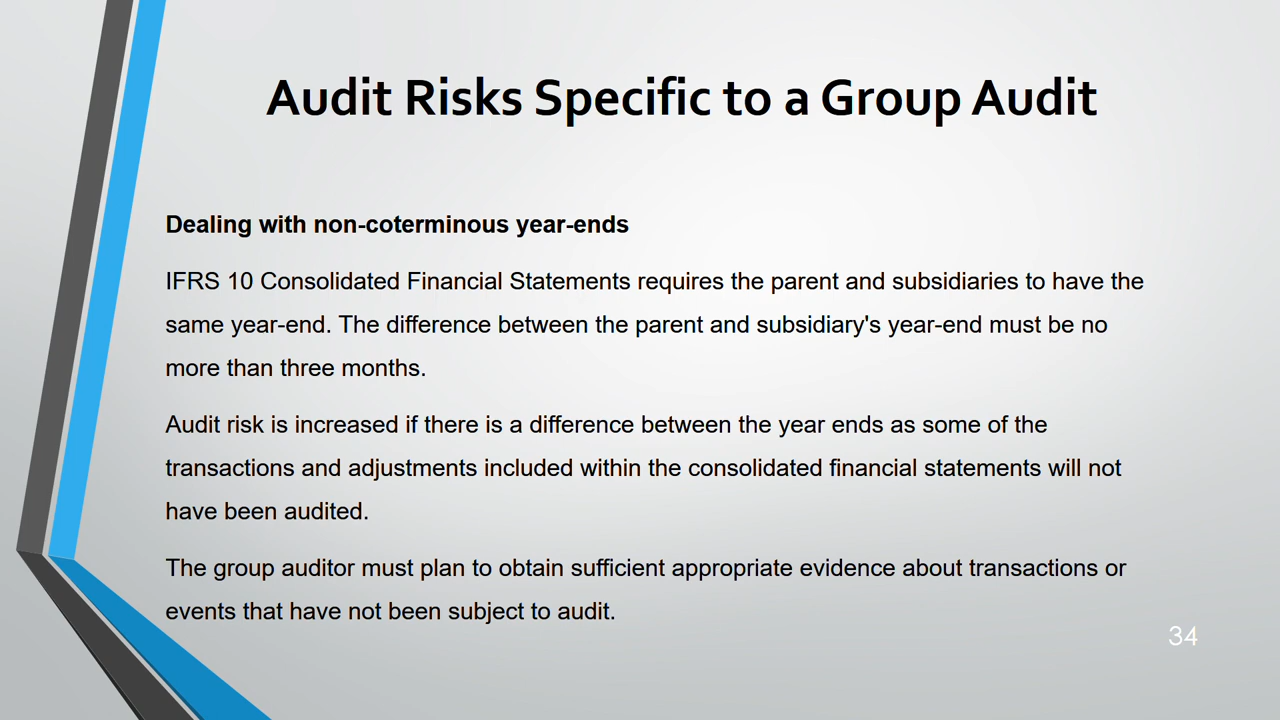 Audit Risks Specific to a Group Audit
Dealing with non-coterminous year-ends
IFRS 10 Consolidated Financial Statements requires the parent and subsidiaries to have the
same year-end. The difference between the parent and subsidiary's year-end must be no
more than three months.
Audit risk is increased if there is a difference between the year ends as some of the
transactions and adjustments included within the consolidated financial statements will not
have been audited.
The group auditor must plan to obtain sufficient appropriate evidence about transactions or
events that have not been subject to audit.
34